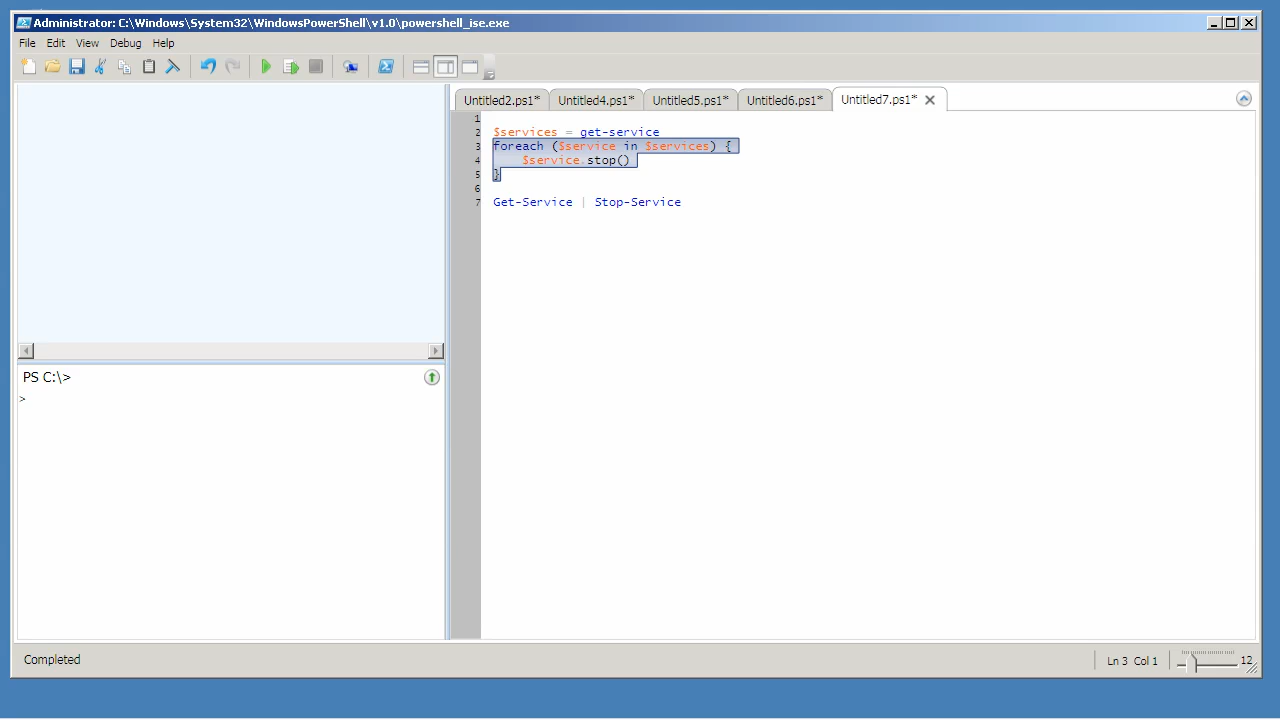 Administrator: C:\Windows\System32\WindowsPowerShell\v1.0\powershell_ise.exe
File Edit View Debug Help
Untitled2.ps1* Untitled4.ps1* Untitled5.ps1* Untitled6.ps1* Untitled7.ps1*
1
2 $services = get-service
3 foreach ($service in $services) {
4 $service.stop()
5 }
6
7 Get-Service | Stop-Service
PS C:\>
>
Completed
Ln 3 Col 1
12